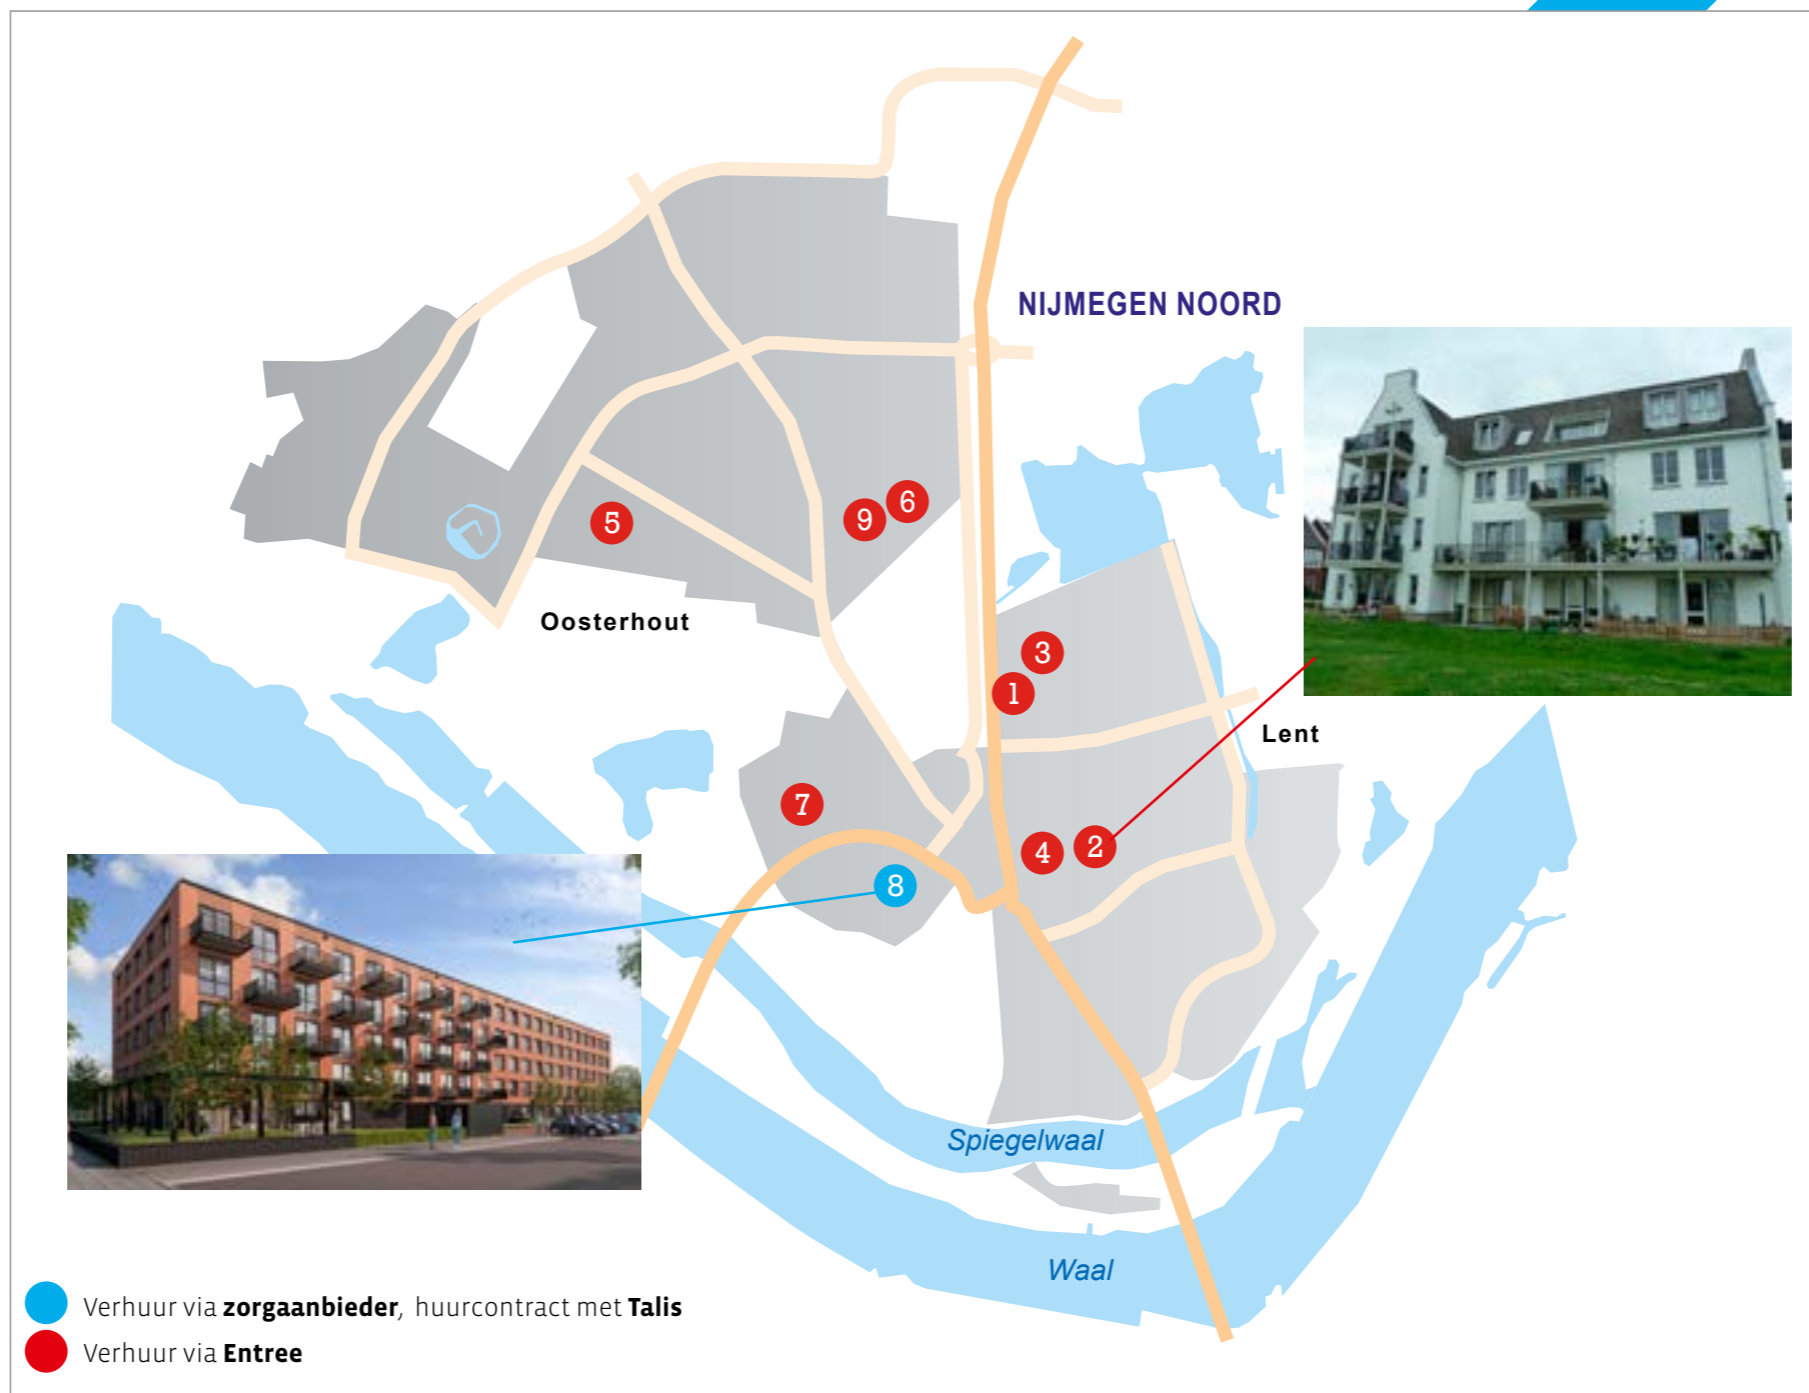 NIJMEGEN NOORD
6
9
5
Oosterhout
3
1
Lent
7
4
2
8
Spiegelwaal
Waal
Verhuur via zorgaanbieder, huurcontract met Talis
Verhuur via Entree